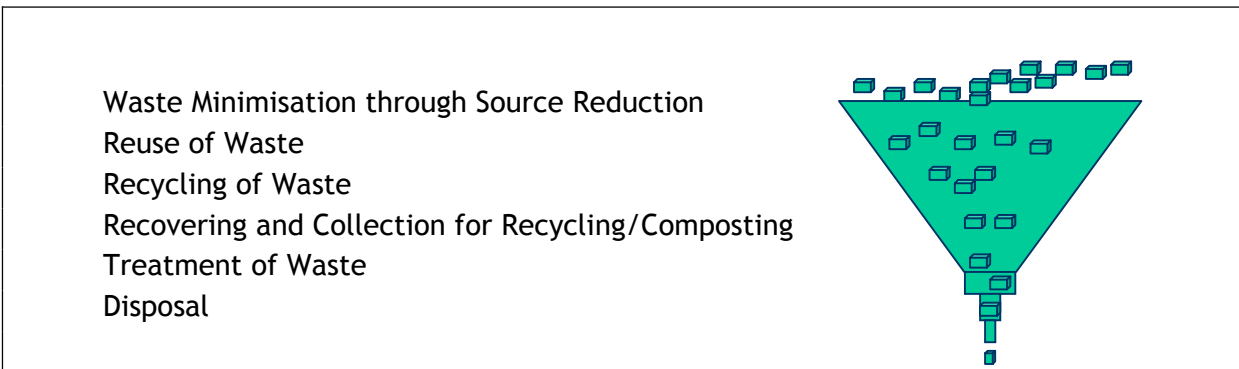 Waste Minimisation through Source Reduction
Reuse of Waste
Recycling of Waste
Recovering and Collection for Recycling/Composting
Treatment of Waste
Disposal